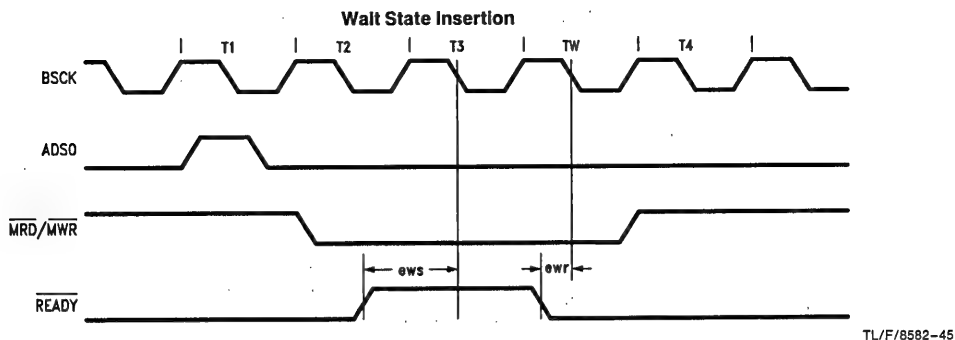 Wait State Insertion
T1 T2 T3 TW T4
BSCK
ADS0
MRD/MWR
ews ewr
READY
TL/F/8582-45